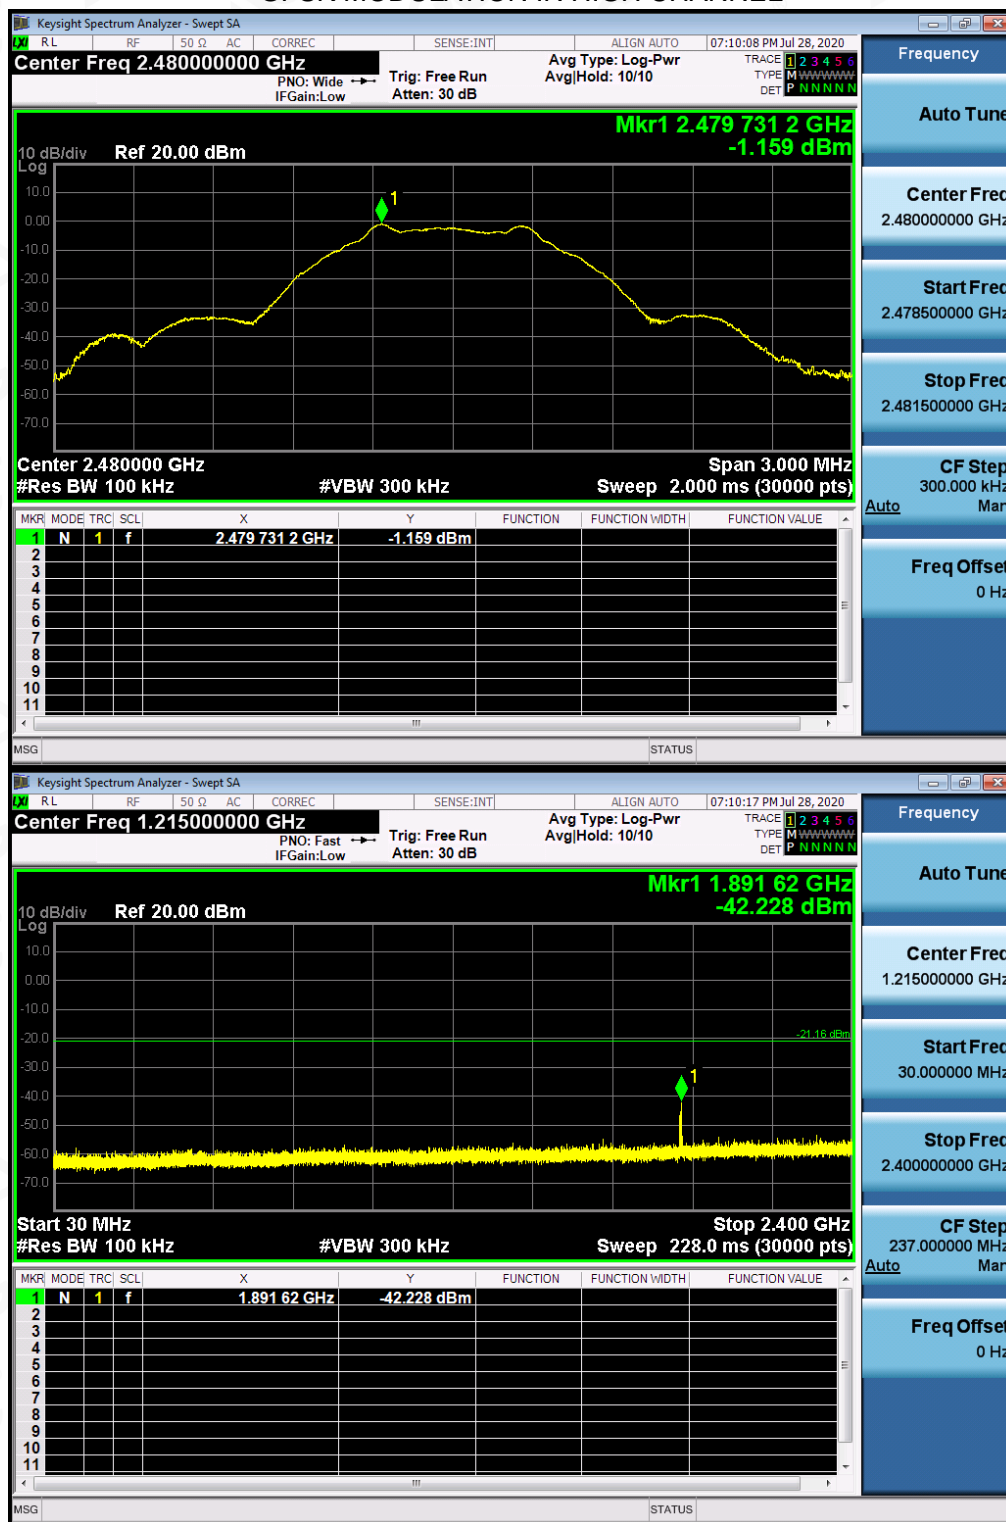 Keysight Spectrum Analyzer - Swept SA
LXI RL RF 50 Ω AC CORREC SENSE:INT ALIGN AUTO 07:10:08 PM Jul 28, 2020
Center Freq 2.480000000 GHz
PNO: Wide
IFGain:Low
Trig: Free Run
Atten: 30 dB
Avg Type: Log-Pwr
Avg|Hold: 10/10
TRACE 1 2 3 4 5 6
TYPE M WWWWW
DET P N N N N N
Mkr1 2.479 731 2 GHz
-1.159 dBm
10 dB/div Ref 20.00 dBm
Log
10.0
0.00
-10.0
-20.0
-30.0
-40.0
-50.0
-60.0
-70.0
1
Center 2.480000 GHz Span 3.000 MHz
#Res BW 100 kHz #VBW 300 kHz Sweep 2.000 ms (30000 pts)
MKR MODE TRC SCL X Y FUNCTION FUNCTION WIDTH FUNCTION VALUE
1 N 1 f 2.479 731 2 GHz -1.159 dBm
2
3
4
5
6
7
8
9
10
11
MSG STATUS
Frequency
Auto Tune
Center Freq
2.480000000 GHz
Start Freq
2.478500000 GHz
Stop Freq
2.481500000 GHz
CF Step
300.000 kHz
Auto Man
Freq Offset
0 Hz
Keysight Spectrum Analyzer - Swept SA
LXI RL RF 50 Ω AC CORREC SENSE:INT ALIGN AUTO 07:10:17 PM Jul 28, 2020
Center Freq 1.215000000 GHz
PNO: Fast
IFGain:Low
Trig: Free Run
Atten: 30 dB
Avg Type: Log-Pwr
Avg|Hold: 10/10
TRACE 1 2 3 4 5 6
TYPE M WWWWW
DET P N N N N N
Mkr1 1.891 62 GHz
-42.228 dBm
10 dB/div Ref 20.00 dBm
Log
10.0
0.00
-10.0
-20.0
-30.0
-40.0
-50.0
-60.0
-70.0
-21.16 dBm
1
Start 30 MHz Stop 2.400 GHz
#Res BW 100 kHz #VBW 300 kHz Sweep 228.0 ms (30000 pts)
MKR MODE TRC SCL X Y FUNCTION FUNCTION WIDTH FUNCTION VALUE
1 N 1 f 1.891 62 GHz -42.228 dBm
2
3
4
5
6
7
8
9
10
11
MSG STATUS
Frequency
Auto Tune
Center Freq
1.215000000 GHz
Start Freq
30.000000 MHz
Stop Freq
2.400000000 GHz
CF Step
237.000000 MHz
Auto Man
Freq Offset
0 Hz